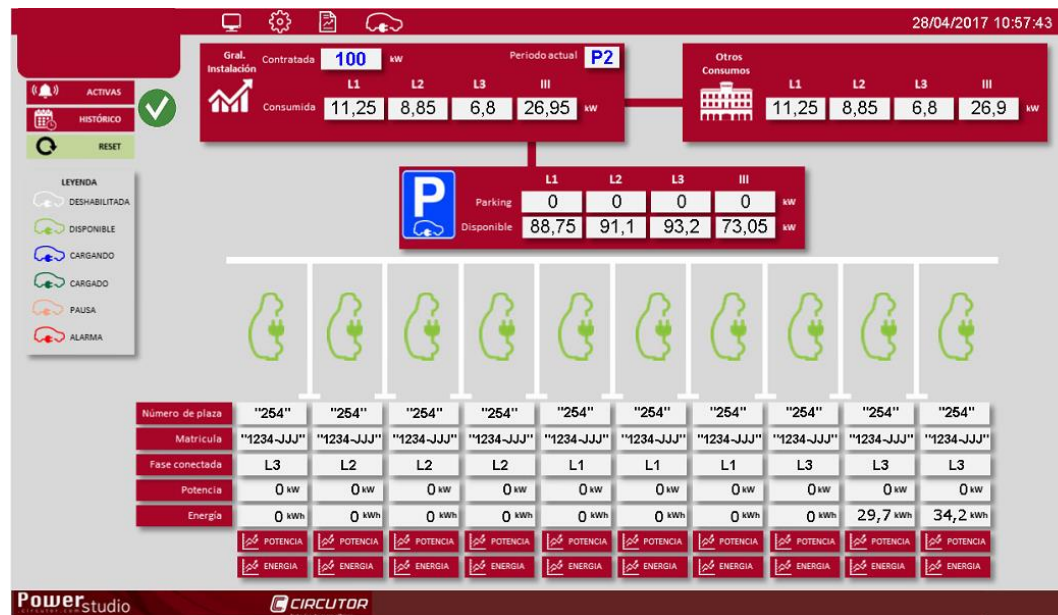 28/04/2017 10:57:43
Gral. Instalación
Contratada 100 kW Periodo actual P2
L1 L2 L3 III
Consumida 11,25 8,85 6,8 26,95 kW
Otros Consumos
L1 L2 L3 III
11,25 8,85 6,8 26,9 kW
ACTIVAS
HISTÓRICO
RESET
LEYENDA
DESHABILITADA
DISPONIBLE
CARGANDO
CARGADO
PAUSA
ALARMA
P
L1 L2 L3 III
Parking 0 0 0 0 kW
Disponible 88,75 91,1 93,2 73,05 kW
Número de plaza "254" "254" "254" "254" "254" "254" "254" "254" "254" "254"
Matricula "1234-JJJ" "1234-JJJ" "1234-JJJ" "1234-JJJ" "1234-JJJ" "1234-JJJ" "1234-JJJ" "1234-JJJ" "1234-JJJ" "1234-JJJ"
Fase conectada L3 L2 L2 L2 L1 L1 L1 L3 L3 L3
Potencia 0 kW 0 kW 0 kW 0 kW 0 kW 0 kW 0 kW 0 kW 0 kW 0 kW
Energía 0 kWh 0 kWh 0 kWh 0 kWh 0 kWh 0 kWh 0 kWh 0 kWh 29,7 kWh 34,2 kWh
POTENCIA POTENCIA POTENCIA POTENCIA POTENCIA POTENCIA POTENCIA POTENCIA POTENCIA POTENCIA
ENERGIA ENERGIA ENERGIA ENERGIA ENERGIA ENERGIA ENERGIA ENERGIA ENERGIA ENERGIA
Powerstudio
.circutor.com
CIRCUTOR